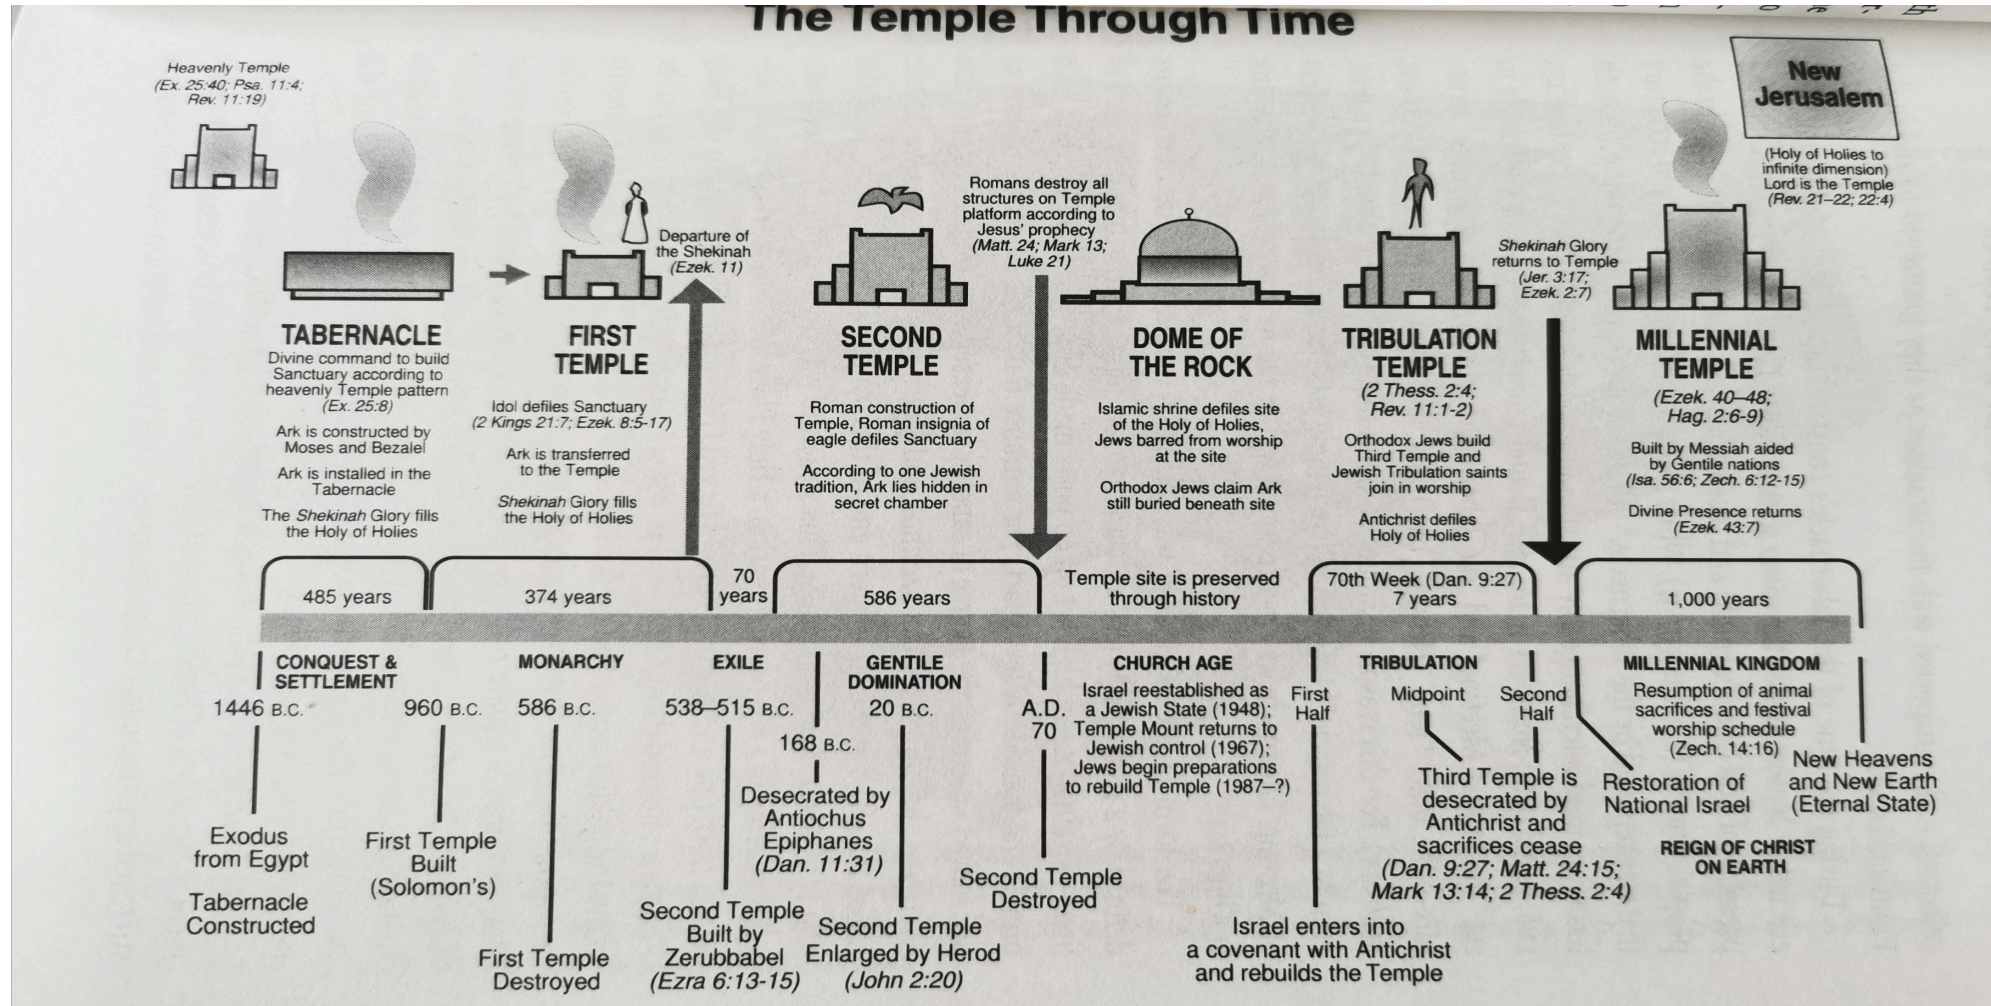 The Temple Through Time
Heavenly Temple
(Ex. 25:40; Psa. 11:4;
Rev. 11:19)
New
Jerusalem
(Holy of Holies to
infinite dimension)
Lord is the Temple
(Rev. 21–22; 22:4)
TABERNACLE
Divine command to build
Sanctuary according to
heavenly Temple pattern
(Ex. 25:8)
Ark is constructed by
Moses and Bezalel
Ark is installed in the
Tabernacle
The Shekinah Glory fills
the Holy of Holies
FIRST
TEMPLE
Idol defiles Sanctuary
(2 Kings 21:7; Ezek. 8:5-17)
Ark is transferred
to the Temple
Shekinah Glory fills
the Holy of Holies
Departure of
the Shekinah
(Ezek. 11)
SECOND
TEMPLE
Roman construction of
Temple, Roman insignia of
eagle defiles Sanctuary
According to one Jewish
tradition, Ark lies hidden in
secret chamber
Romans destroy all
structures on Temple
platform according to
Jesus' prophecy
(Matt. 24; Mark 13;
Luke 21)
DOME OF
THE ROCK
Islamic shrine defiles site
of the Holy of Holies,
Jews barred from worship
at the site
Orthodox Jews claim Ark
still buried beneath site
TRIBULATION
TEMPLE
(2 Thess. 2:4;
Rev. 11:1-2)
Orthodox Jews build
Third Temple and
Jewish Tribulation saints
join in worship
Antichrist defiles
Holy of Holies
Shekinah Glory
returns to Temple
(Jer. 3:17;
Ezek. 2:7)
MILLENNIAL
TEMPLE
(Ezek. 40–48;
Hag. 2:6-9)
Built by Messiah aided
by Gentile nations
(Isa. 56:6; Zech. 6:12-15)
Divine Presence returns
(Ezek. 43:7)
485 years
374 years
70
years
586 years
Temple site is preserved
through history
70th Week (Dan. 9:27)
7 years
1,000 years
CONQUEST &
SETTLEMENT
MONARCHY
EXILE
GENTILE
DOMINATION
CHURCH AGE
TRIBULATION
MILLENNIAL KINGDOM
1446 B.C.
960 B.C.
586 B.C.
538–515 B.C.
168 B.C.
20 B.C.
A.D.
70
Israel reestablished as
a Jewish State (1948);
Temple Mount returns to
Jewish control (1967);
Jews begin preparations
to rebuild Temple (1987–?)
First
Half
Midpoint
Second
Half
Resumption of animal
sacrifices and festival
worship schedule
(Zech. 14:16)
Exodus
from Egypt
Tabernacle
Constructed
First Temple
Built
(Solomon's)
First Temple
Destroyed
Second Temple
Built by
Zerubbabel
(Ezra 6:13-15)
Desecrated by
Antiochus
Epiphanes
(Dan. 11:31)
Second Temple
Enlarged by Herod
(John 2:20)
Second Temple
Destroyed
Israel enters into
a covenant with Antichrist
and rebuilds the Temple
Third Temple is
desecrated by
Antichrist and
sacrifices cease
(Dan. 9:27; Matt. 24:15;
Mark 13:14; 2 Thess. 2:4)
Restoration of
National Israel
REIGN OF CHRIST
ON EARTH
New Heavens
and New Earth
(Eternal State)